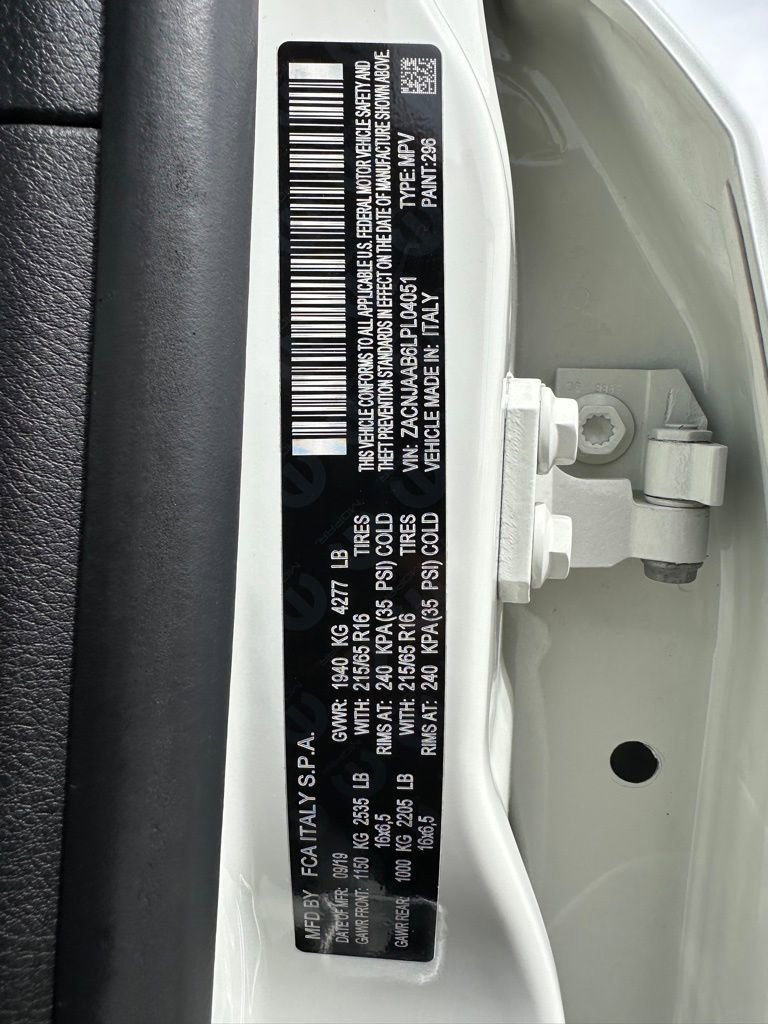 MFD BY FCA ITALY S.P.A.
DATE OF MFR: 09/19 GVWR: 1940 KG 4277 LB
GAWR FRONT: 1150 KG 2535 LB WITH: 215/65 R16 TIRES
16x6,5 RIMS AT: 240 KPA(35 PSI) COLD
GAWR REAR: 1000 KG 2205 LB WITH: 215/65 R16 TIRES
16x6,5 RIMS AT: 240 KPA(35 PSI) COLD
THIS VEHICLE CONFORMS TO ALL APPLICABLE U.S. FEDERAL MOTOR VEHICLE SAFETY AND
THEFT PREVENTION STANDARDS IN EFFECT ON THE DATE OF MANUFACTURE SHOWN ABOVE.
VIN: ZACNJAAB6LPL04051 TYPE: MPV
VEHICLE MADE IN: ITALY PAINT: 296